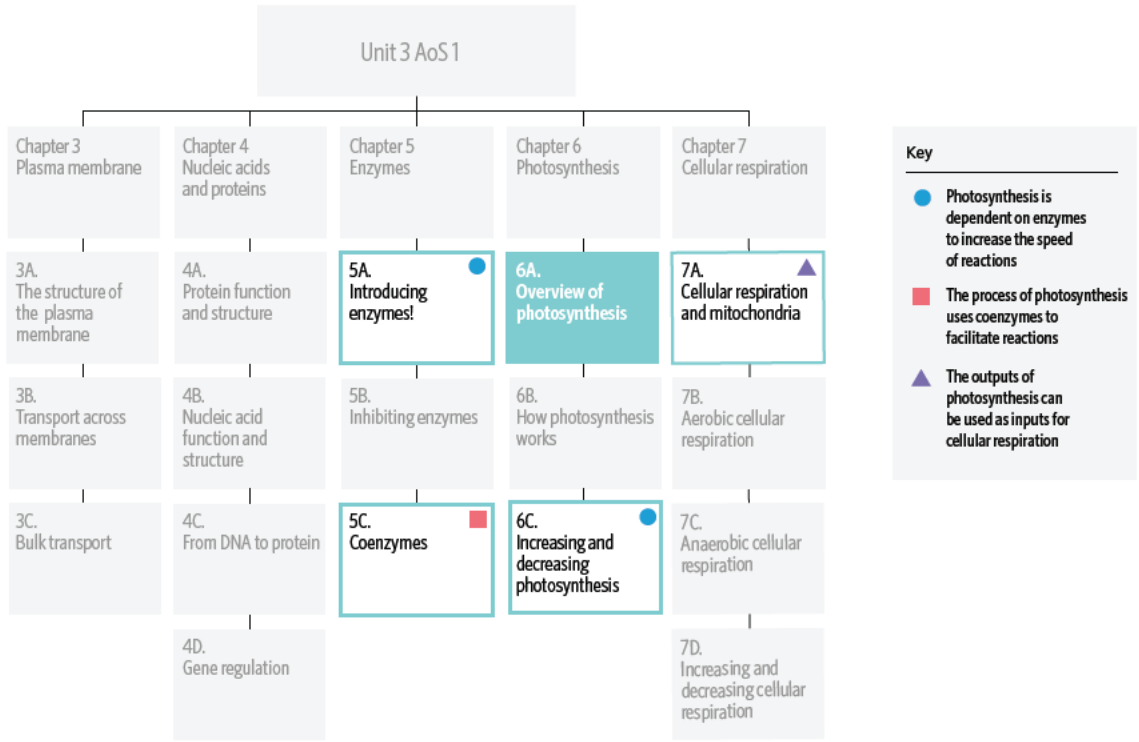 Unit 3 AoS 1
Chapter 3
Plasma membrane
Chapter 4
Nucleic acids
and proteins
Chapter 5
Enzymes
Chapter 6
Photosynthesis
Chapter 7
Cellular respiration
3A.
The structure of
the plasma
membrane
4A.
Protein function
and structure
5A.
Introducing
enzymes!
6A.
Overview of
photosynthesis
7A.
Cellular respiration
and mitochondria
3B.
Transport across
membranes
4B.
Nucleic acid
function and
structure
5B.
Inhibiting enzymes
6B.
How photosynthesis
works
7B.
Aerobic cellular
respiration
3C.
Bulk transport
4C.
From DNA to protein
5C.
Coenzymes
6C.
Increasing and
decreasing
photosynthesis
7C.
Anaerobic cellular
respiration
4D.
Gene regulation
7D.
Increasing and
decreasing cellular
respiration
Key
Photosynthesis is
dependent on enzymes
to increase the speed
of reactions
The process of photosynthesis
uses coenzymes to
facilitate reactions
The outputs of
photosynthesis can
be used as inputs for
cellular respiration